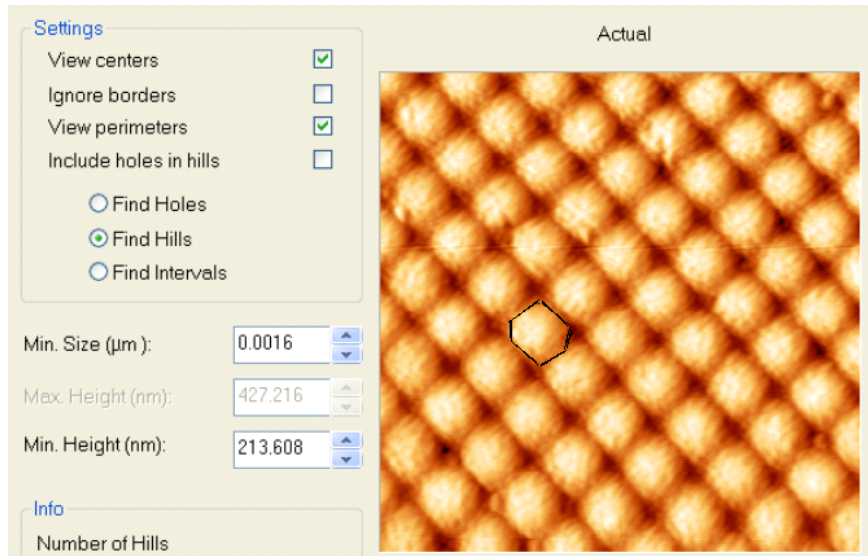 Settings
View centers
Ignore borders
View perimeters
Include holes in hills
Find Holes
Find Hills
Find Intervals
Min. Size (µm ): 0.0016
Max. Height (nm): 427.216
Min. Height (nm): 213.608
Info
Number of Hills
Actual